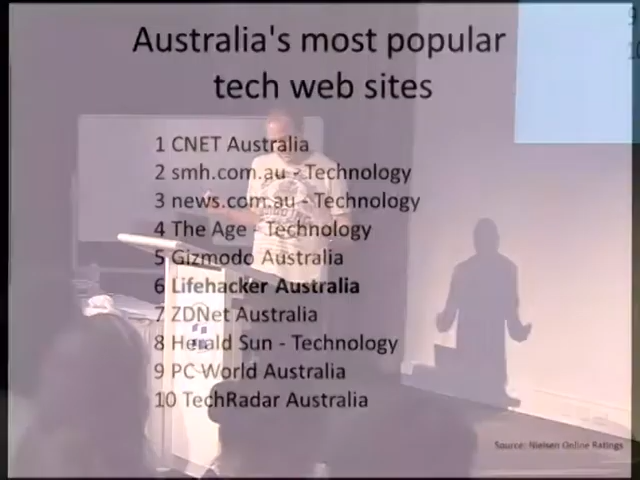 Australia's most popular
tech web sites
1 CNET Australia
2 smh.com.au - Technology
3 news.com.au - Technology
4 The Age - Technology
5 Gizmodo Australia
6 Lifehacker Australia
7 ZDNet Australia
8 Herald Sun - Technology
9 PC World Australia
10 TechRadar Australia
Source: Nielsen Online Ratings